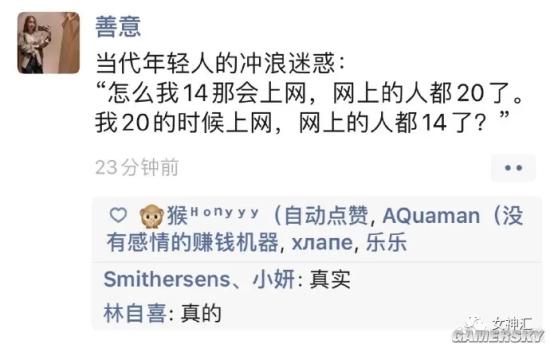 善意
当代年轻人的冲浪迷惑：
“怎么我14那会上网，网上的人都20了。
我20的时候上网，网上的人都14了？”
23分钟前
猴ᴴᵒⁿʸʸʸ（自动点赞, AQuaman（没
有感情的赚钱机器, хлапе, 乐乐
Smithersens、小妍: 真实
林自喜: 真的
女神汇
GAMERSKY